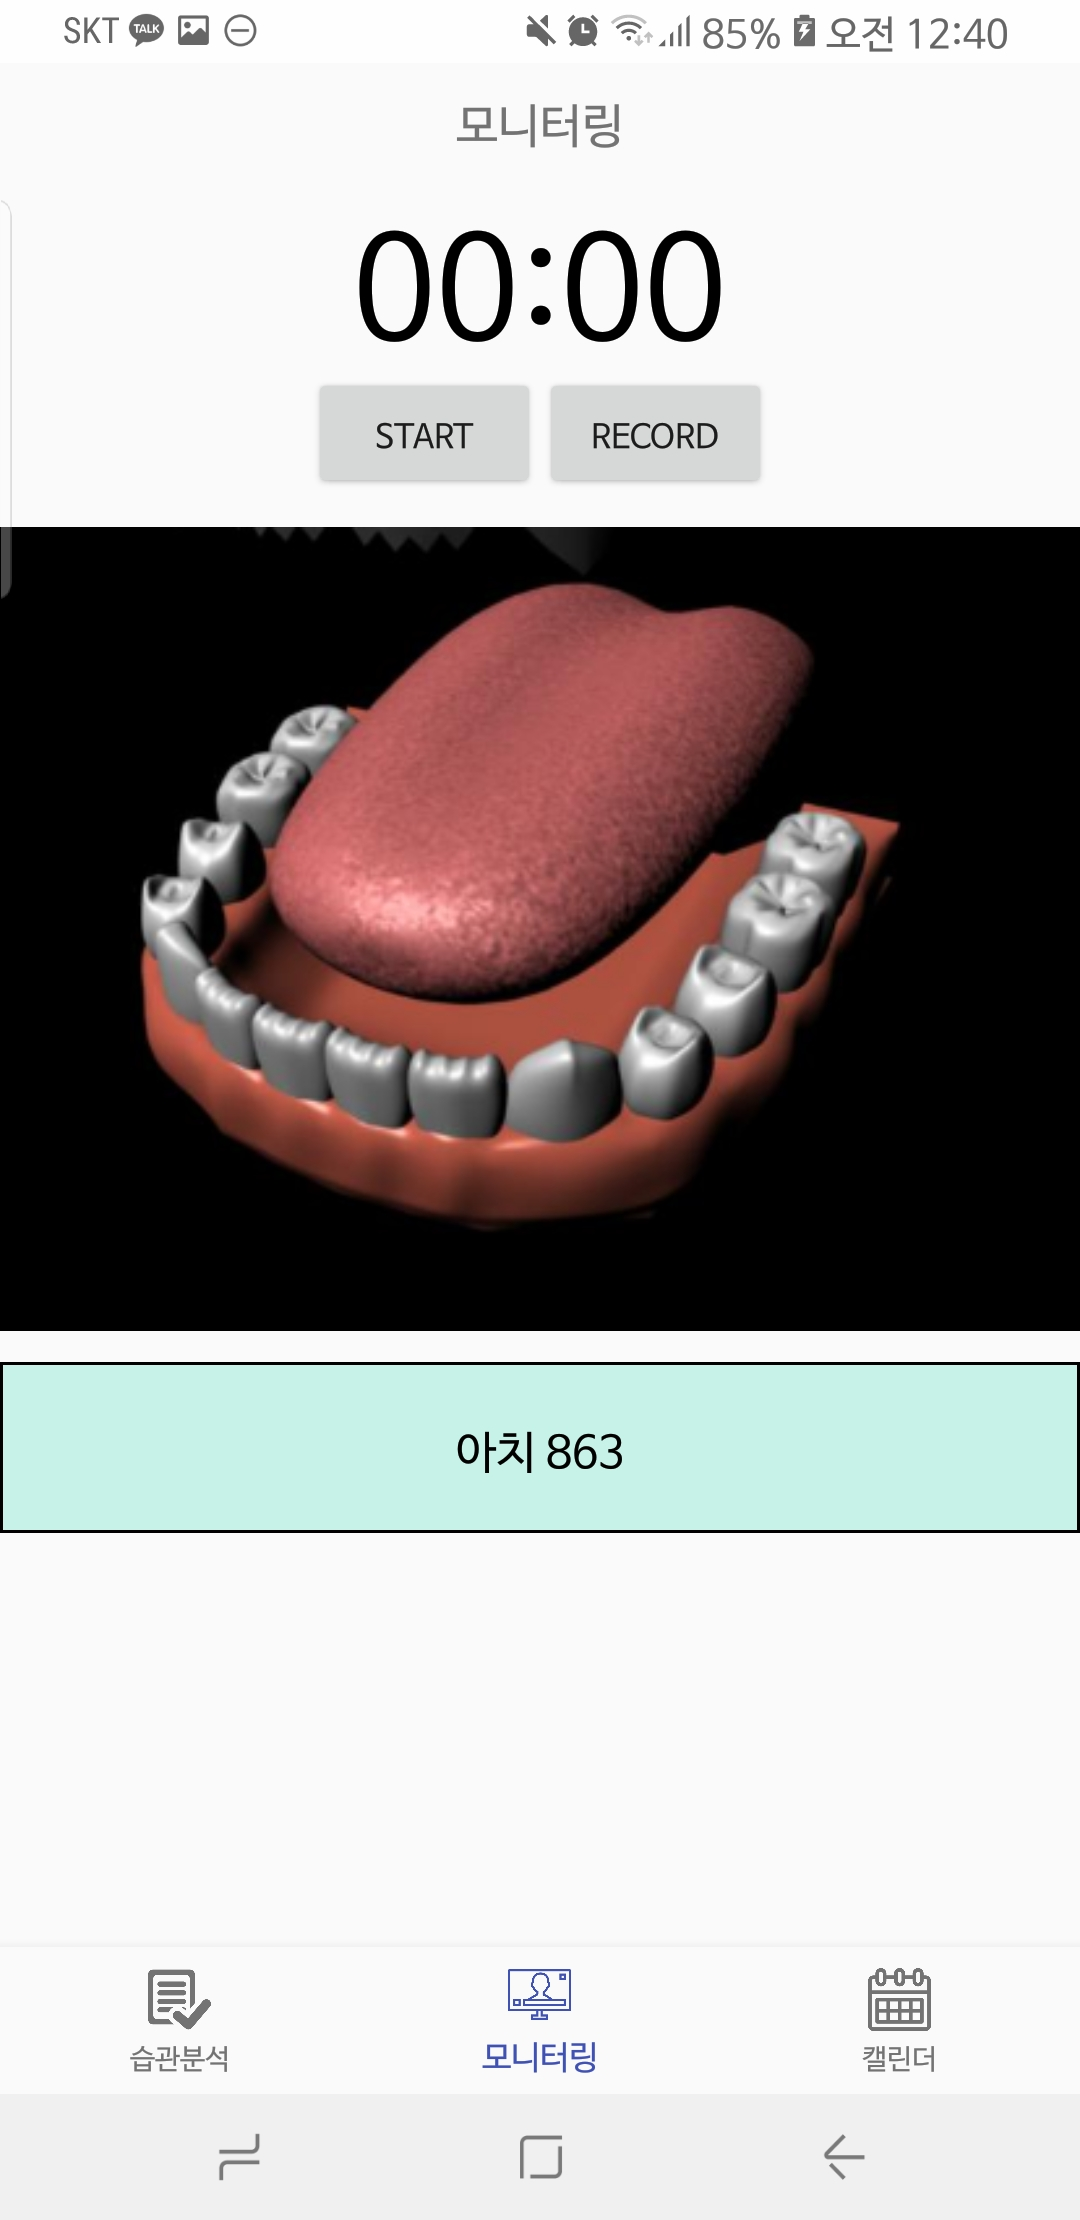 SKT TALK 85% 오전 12:40
모니터링
00:00
START RECORD
아치 863
습관분석 모니터링 캘린더